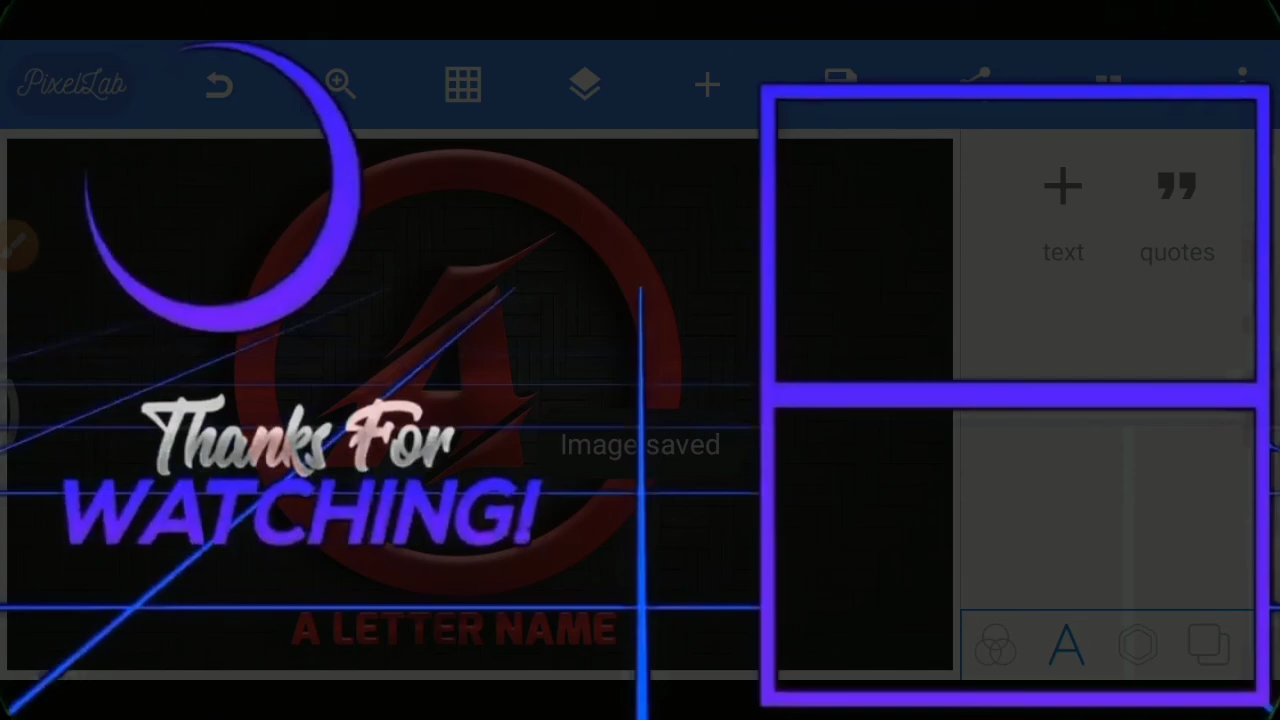 PixelLab
text
quotes
Thanks For
WATCHING!
Image saved
A LETTER NAME